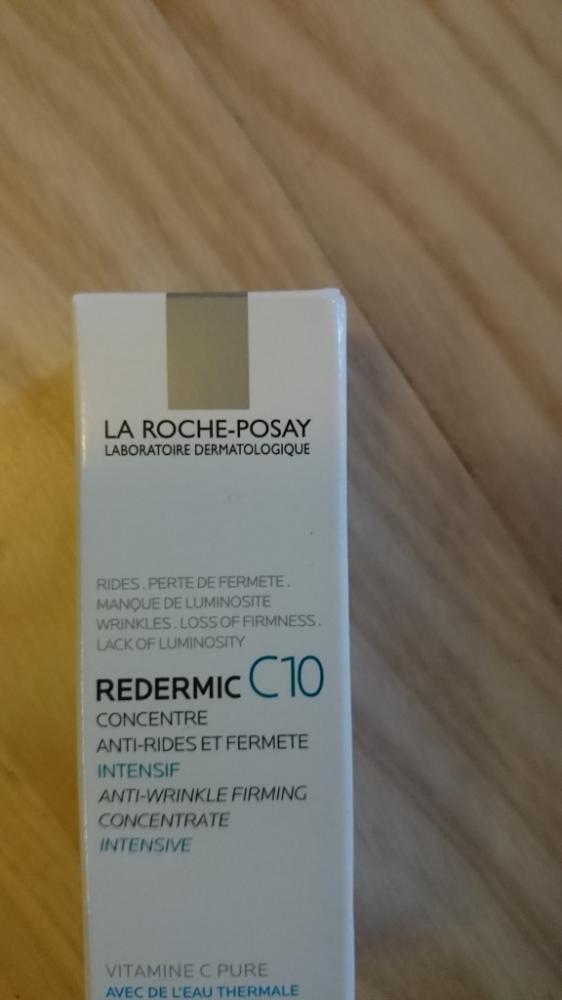 LA ROCHE-POSAY
LABORATOIRE DERMATOLOGIQUE
RIDES. PERTE DE FERMETE.
MANQUE DE LUMINOSITE
WRINKLES. LOSS OF FIRMNESS.
LACK OF LUMINOSITY
REDERMIC C10
CONCENTRE
ANTI-RIDES ET FERMETE
INTENSIF
ANTI-WRINKLE FIRMING
CONCENTRATE
INTENSIVE
VITAMINE C PURE
AVEC DE L'EAU THERMALE